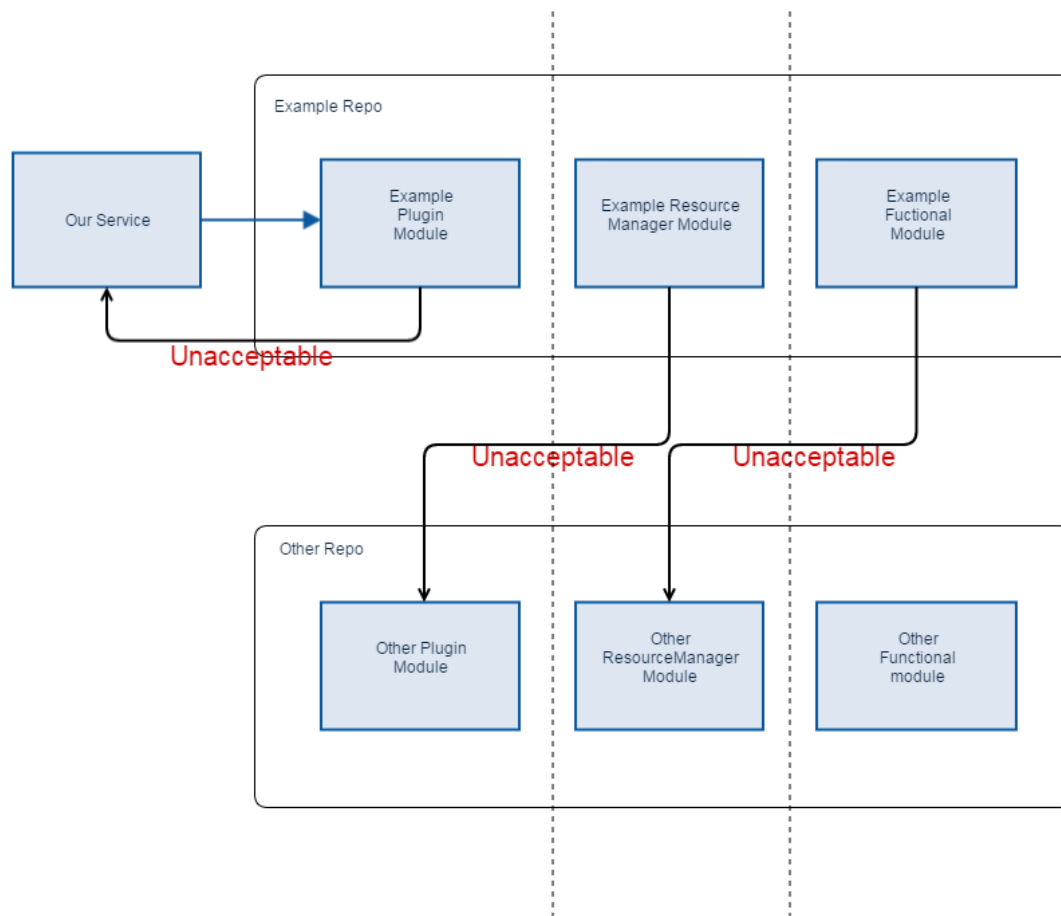 Example Repo
Our Service
Example
Plugin
Module
Example Resource
Manager Module
Example
Fuctional
Module
Unacceptable
Unacceptable
Unacceptable
Other Repo
Other Plugin
Module
Other
ResourceManager
Module
Other
Functional
module